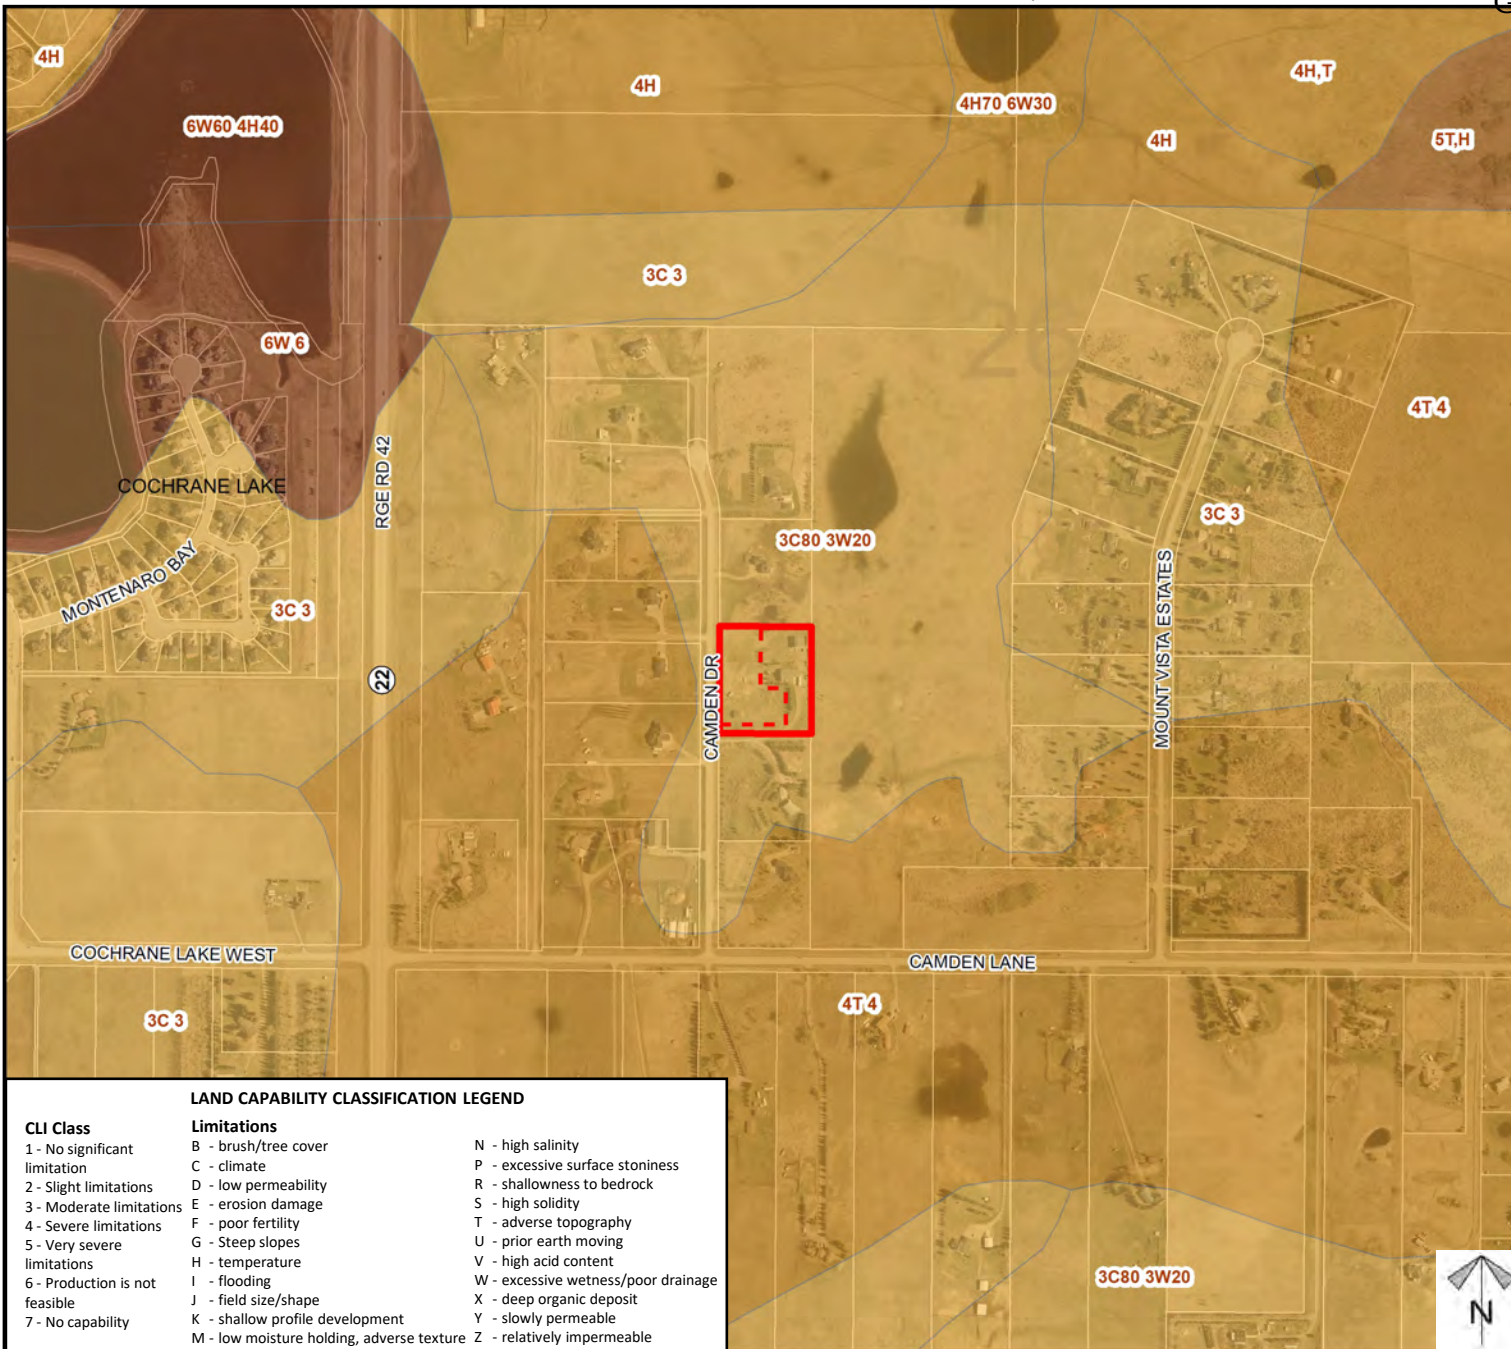 4H
4H
4H,T
4H70 6W30
6W60 4H40
4H
5T,H
3C 3
26
6W 6
4T 4
RGE RD 42
COCHRANE LAKE
3C 3
3C80 3W20
MONTENARO BAY
3C 3
MOUNT VISTA ESTATES
22
CAMDEN DR
COCHRANE LAKE WEST
CAMDEN LANE
4T 4
3C 3
3C80 3W20
N
LAND CAPABILITY CLASSIFICATION LEGEND
CLI Class
1 - No significant
limitation
2 - Slight limitations
3 - Moderate limitations
4 - Severe limitations
5 - Very severe
limitations
6 - Production is not
feasible
7 - No capability
Limitations
B - brush/tree cover
C - climate
D - low permeability
E - erosion damage
F - poor fertility
G - Steep slopes
H - temperature
I - flooding
J - field size/shape
K - shallow profile development
M - low moisture holding, adverse texture
N - high salinity
P - excessive surface stoniness
R - shallowness to bedrock
S - high solidity
T - adverse topography
U - prior earth moving
V - high acid content
W - excessive wetness/poor drainage
X - deep organic deposit
Y - slowly permeable
Z - relatively impermeable